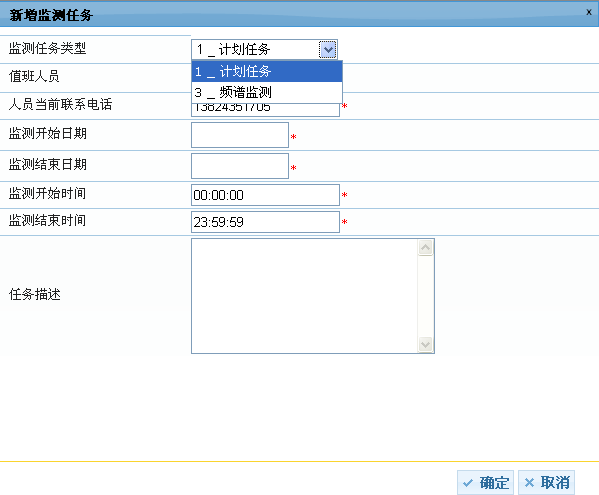 新增监测任务 x
监测任务类型 1 _ 计划任务
1 _ 计划任务
值班人员
3 _ 频谱监测
人员当前联系电话 13824351705 *
监测开始日期 *
监测结束日期 *
监测开始时间 00:00:00 *
监测结束时间 23:59:59 *
任务描述
确定 取消